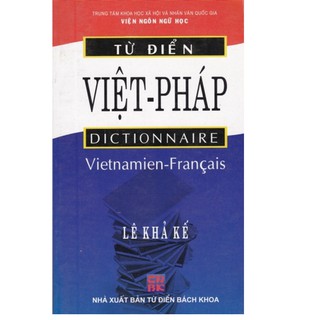 TRUNG TÂM KHOA HỌC XÃ HỘI VÀ NHÂN VĂN QUỐC GIA
VIỆN NGÔN NGỮ HỌC
TỪ ĐIỂN
VIỆT-PHÁP
DICTIONNAIRE
Vietnamien-Français
LÊ KHẢ KẾ
NHÀ XUẤT BẢN TỪ ĐIỂN BÁCH KHOA